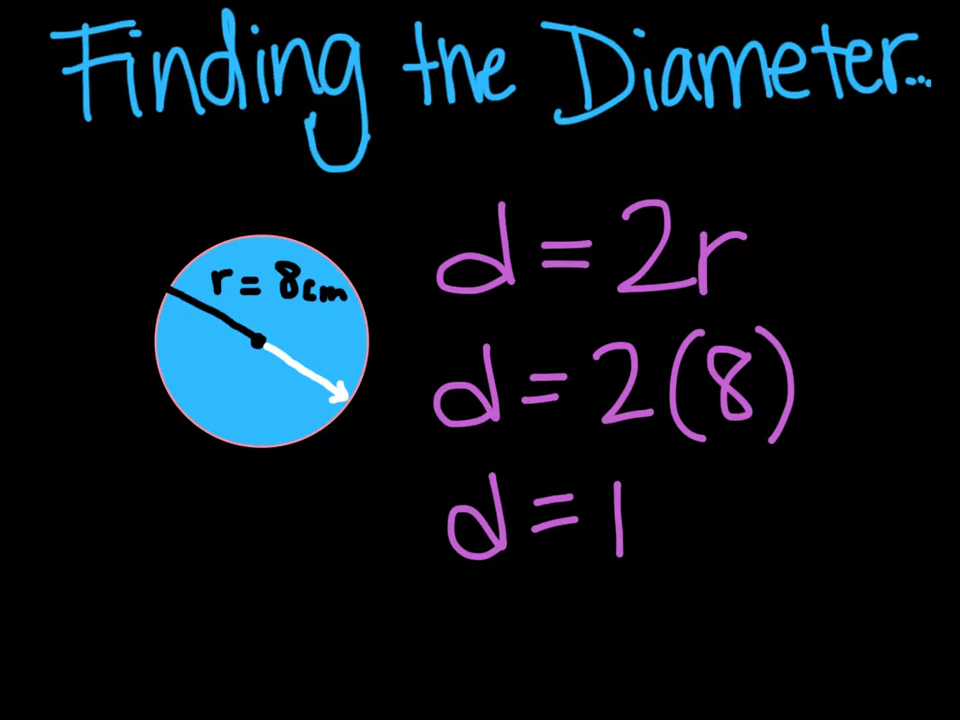 Finding the Diameter...
r = 8cm
d = 2r
d = 2(8)
d = 1